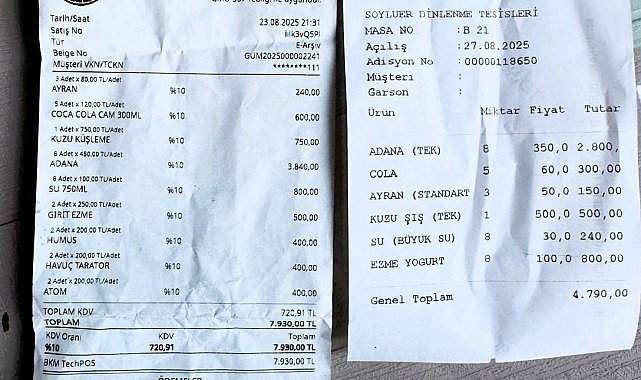 Tarih/Saat 23.08.2025 21:31
Satış No
Tür E-Arşiv
Belge No GUM2025000002241
Müşteri VKN/TCKN ********111
3 Adet x 80,00 TL/Adet
AYRAN %10 240,00
5 Adet x 120,00 TL/Adet
COCA COLA CAM 300ML %10 600,00
1 Adet x 750,00 TL/Adet
KUZU KÜŞLEME %10 750,00
8 Adet x 480,00 TL/Adet
ADANA %10 3.840,00
8 Adet x 100,00 TL/Adet
SU 750ML %10 800,00
2 Adet x 250,00 TL/Adet
GİRİT EZME %10 500,00
2 Adet x 200,00 TL/Adet
HUMUS %10 400,00
2 Adet x 200,00 TL/Adet
HAVUÇ TARATOR %10 400,00
2 Adet x 200,00 TL/Adet
ATOM %10 400,00
TOPLAM KDV 720,91 TL
TOPLAM 7.930,00 TL
KDV Oranı KDV Toplam
%10 720,91 7.930,00 TL
BKM TechPOS 7.930,00 TL
ÖDEMELER
SOYLUER DİNLENME TESİSLERİ
MASA NO :B 21
Açılış :27.08.2025
Adisyon No :00000118650
Müşteri :
Garson :
Ürün Miktar Fiyat Tutar
ADANA (TEK) 8 350,0 2.800,
COLA 5 60,0 300,00
AYRAN (STANDART 3 50,0 150,00
KUZU ŞIŞ (TEK) 1 500,0 500,00
SU (BÜYÜK SU) 8 30,0 240,00
EZME YOGURT 8 100,0 800,00
Genel Toplam 4.790,00